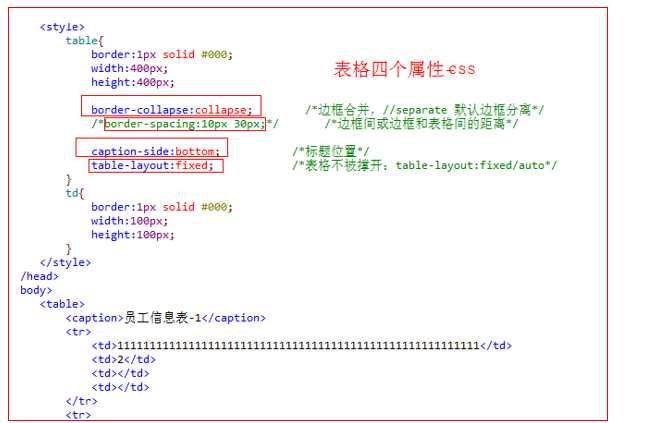 <style>
table{
border:1px solid #000;
width:400px;
height:400px;
表格四个属性-css
border-collapse:collapse; /*边框合并，//separate 默认边框分离*/
/*border-spacing:10px 30px;*/ /*边框间或边框和表格间的距离*/
caption-side:bottom; /*标题位置*/
table-layout:fixed; /*表格不被撑开：table-layout:fixed/auto*/
}
td{
border:1px solid #000;
width:100px;
height:100px;
}
</style>
/head>
body>
<table>
<caption>员工信息表-1</caption>
<tr>
<td>11111111111111111111111111111111111111111111111111111111</td>
<td>2</td>
<td></td>
<td></td>
</tr>
<tr>